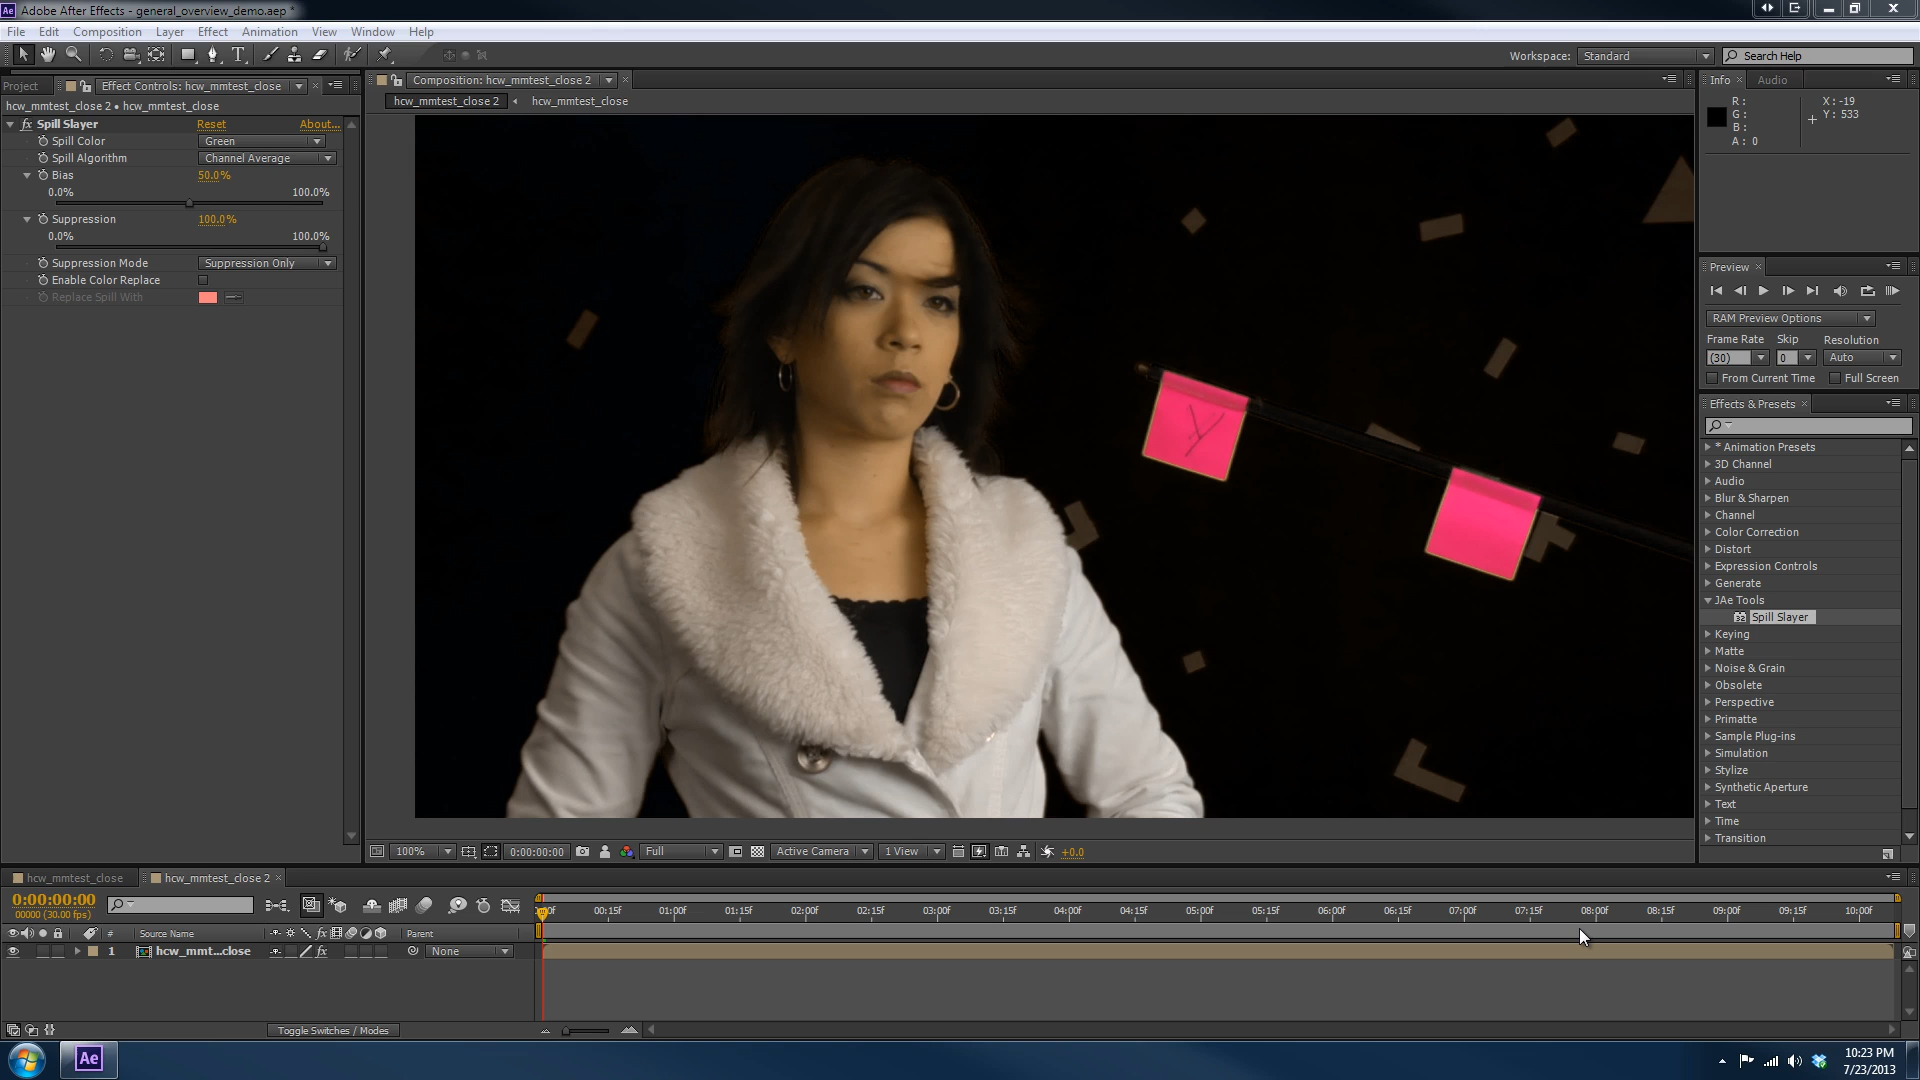 Adobe After Effects - general_overview_demo.aep *
File Edit Composition Layer Effect Animation View Window Help
Workspace: Standard Search Help
Project Effect Controls: hcw_mmtest_close
hcw_mmtest_close 2 • hcw_mmtest_close
fx Spill Slayer Reset About...
Spill Color Green
Spill Algorithm Channel Average
Bias 50.0%
0.0% 100.0%
Suppression 100.0%
0.0% 100.0%
Suppression Mode Suppression Only
Enable Color Replace
Replace Spill With
Composition: hcw_mmtest_close 2
hcw_mmtest_close 2 hcw_mmtest_close
Y
100% 0:00:00:00 Full Active Camera 1 View +0.0
Info Audio
R: X: -19
G: Y: 533
B:
A: 0
Preview
RAM Preview Options
Frame Rate Skip Resolution
(30) 0 Auto
From Current Time Full Screen
Effects & Presets
* Animation Presets
3D Channel
Audio
Blur & Sharpen
Channel
Color Correction
Distort
Expression Controls
Generate
JAe Tools
32 Spill Slayer
Keying
Matte
Noise & Grain
Obsolete
Perspective
Primatte
Sample Plug-ins
Simulation
Stylize
Synthetic Aperture
Text
Time
Transition
hcw_mmtest_close hcw_mmtest_close 2
0:00:00:00
00000 (30.00 fps)
00:15f 01:00f 01:15f 02:00f 02:15f 03:00f 03:15f 04:00f 04:15f 05:00f 05:15f 06:00f 06:15f 07:00f 07:15f 08:00f 08:15f 09:00f 09:15f 10:00f
# Source Name fx Parent
1 hcw_mmt...close fx None
Toggle Switches / Modes
Ae
10:23 PM
7/23/2013